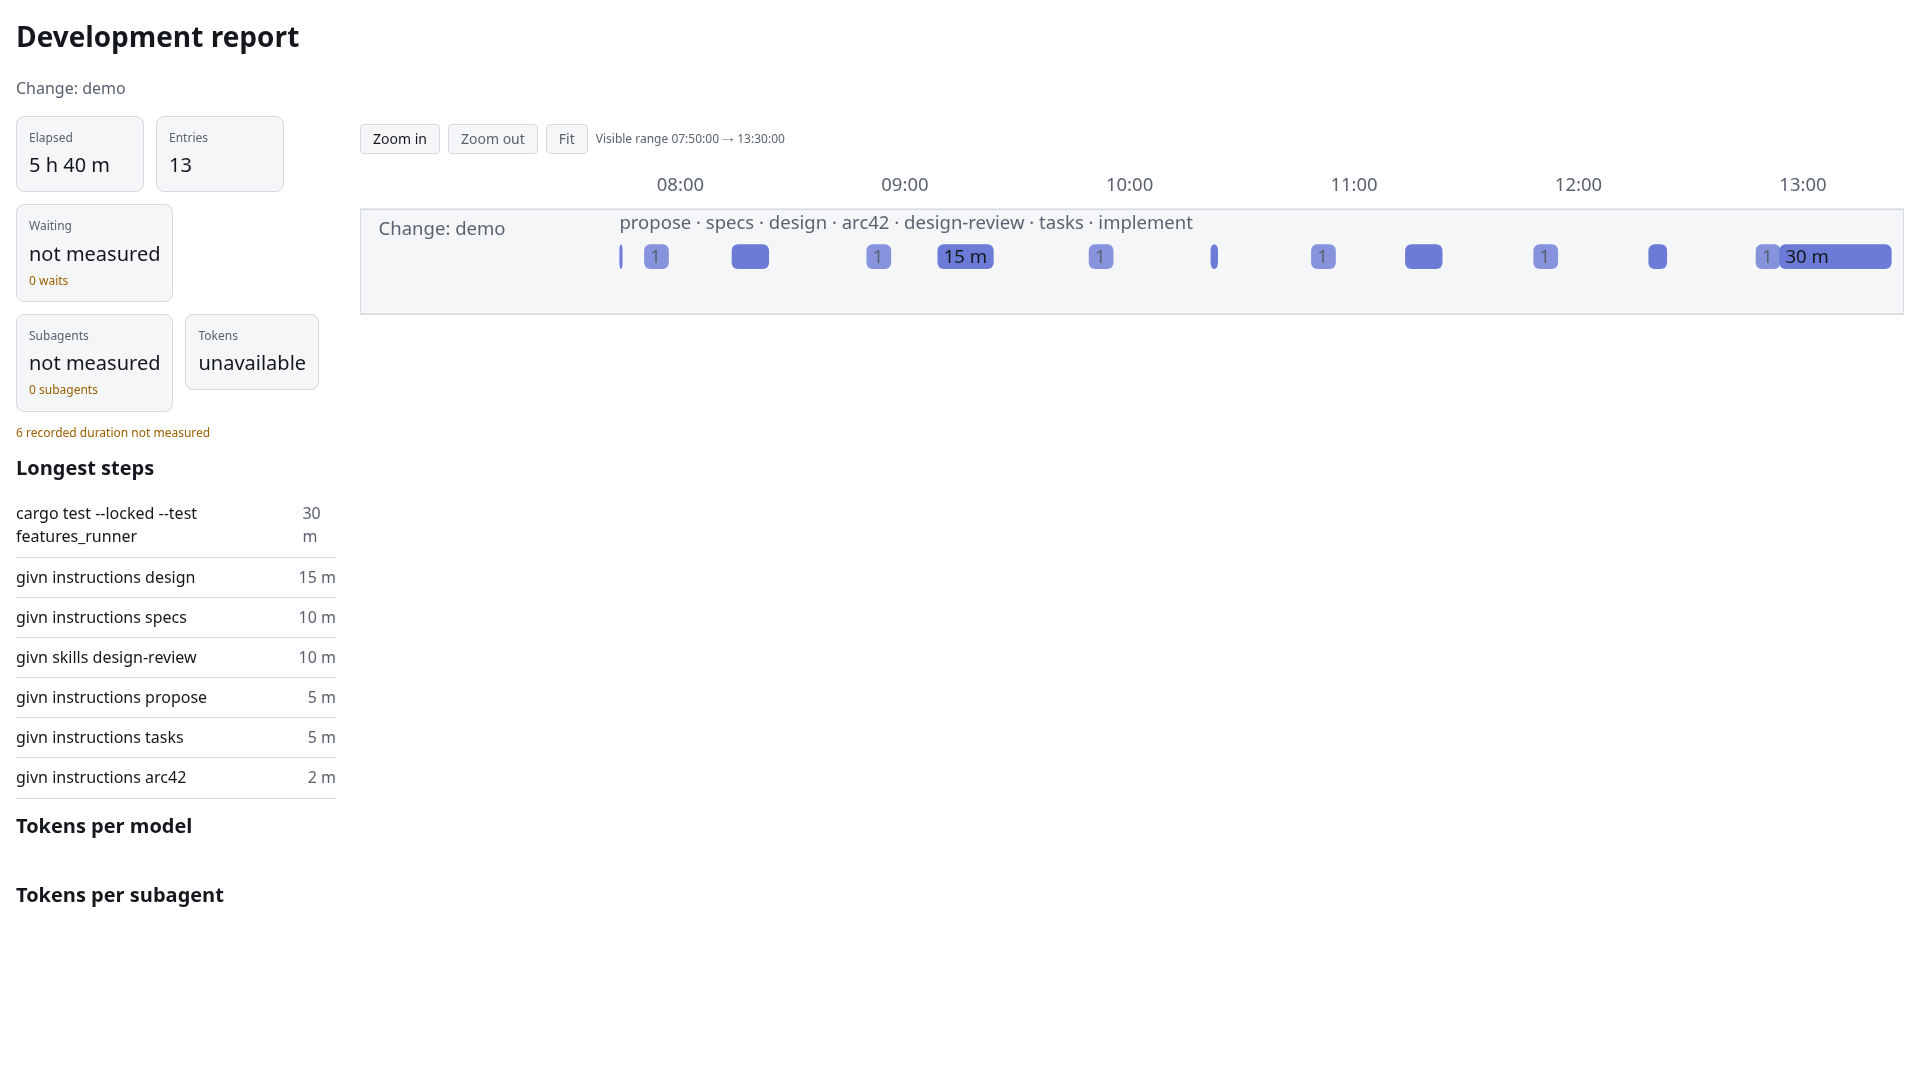 Development report
Change: demo
Elapsed
5 h 40 m
Entries
13
Waiting
not measured
0 waits
Subagents
not measured
0 subagents
Tokens
unavailable
6 recorded duration not measured
Longest steps
cargo test --locked --test
features_runner
30
m
givn instructions design 15 m
givn instructions specs 10 m
givn skills design-review 10 m
givn instructions propose 5 m
givn instructions tasks 5 m
givn instructions arc42 2 m
Tokens per model
Tokens per subagent
Zoom in Zoom out Fit Visible range 07:50:00 → 13:30:00
08:00 09:00 10:00 11:00 12:00 13:00
Change: demo
propose · specs · design · arc42 · design-review · tasks · implement
1 1 15 m 1 1 1 1 30 m